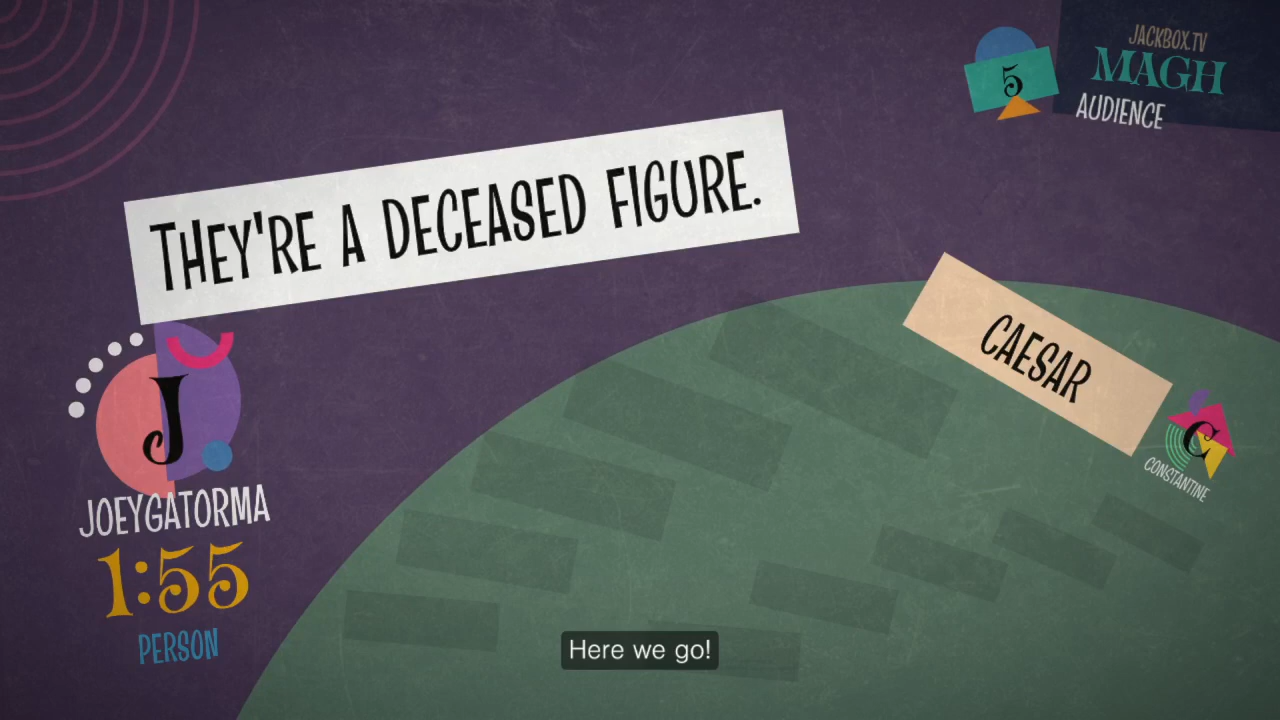 JACKBOX.TV
MAGH
5
AUDIENCE
THEY'RE A DECEASED FIGURE.
CAESAR
C
CONSTANTINE
J
JOEYGATORMA
1:55
PERSON
Here we go!